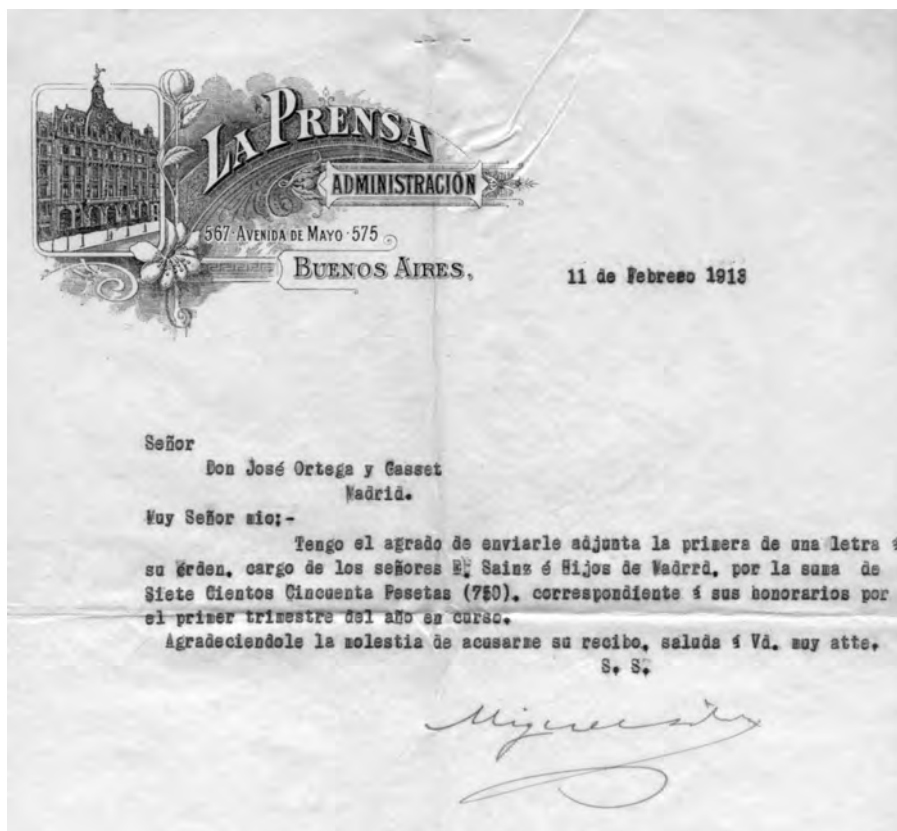 LA PRENSA
ADMINISTRACIÓN
567·AVENIDA DE MAYO·575
BUENOS AIRES,
11 de Febreso 1913
Señor
Don José Ortega y Gasset
Madrid.
Muy Señor mio:-
Tengo el agrado de enviarle adjunta la primera de una letra á
su órden, cargo de los señores E. Sainz é Hijos de Madrrd, por la suma de
Siete Cientos Cincuenta Pesetas (750), correspondiente á sus honorarios por
el primer trimestre del año en curso.
Agradeciendole la molestia de acusarme su recibo, saluda á Vd. muy atte.
S. S.
Miguel